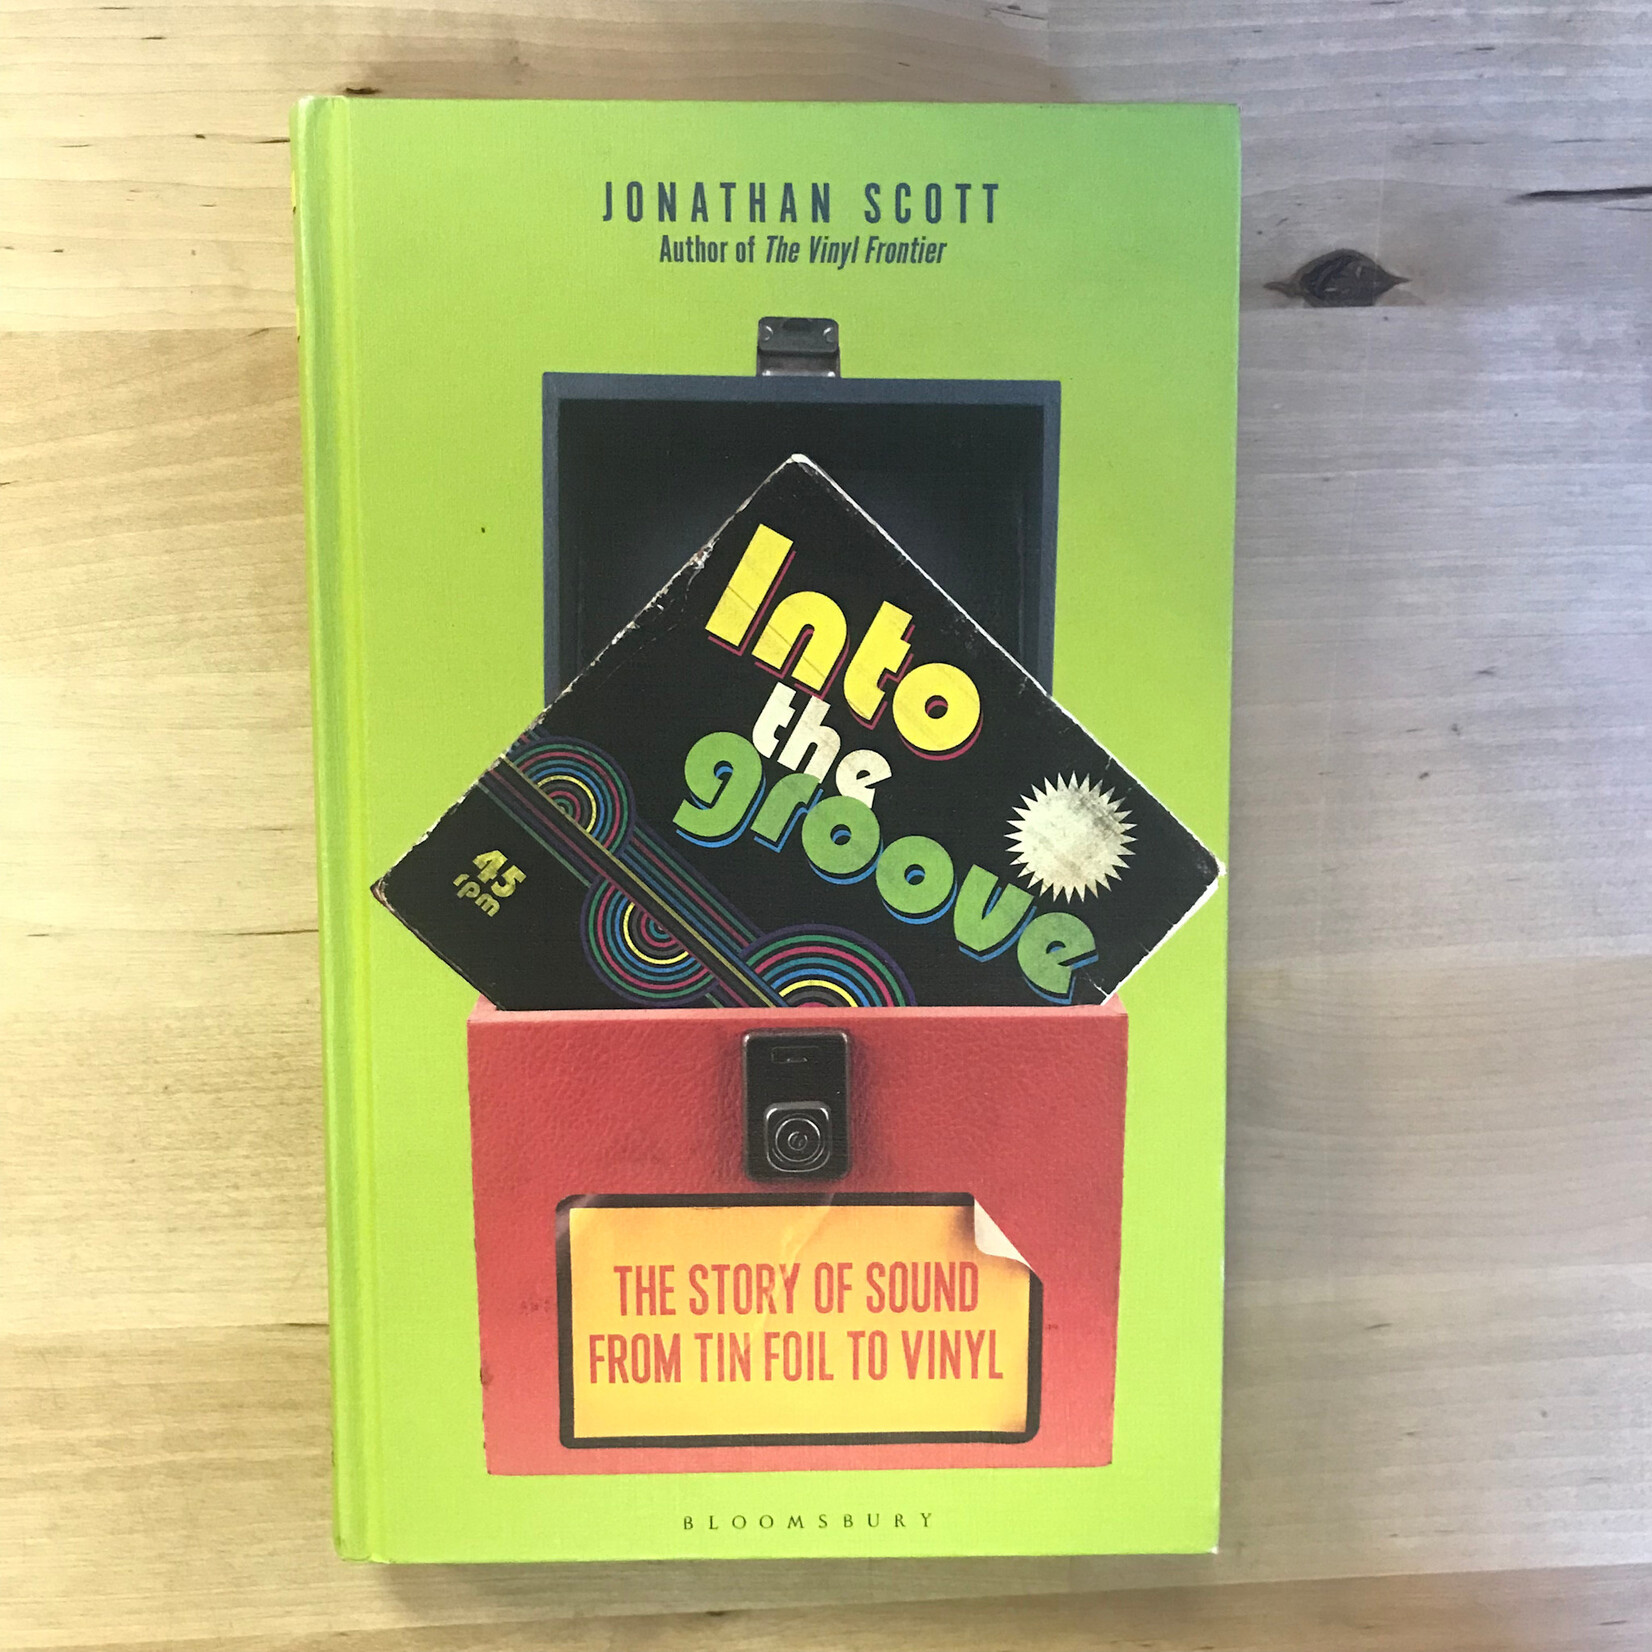 JONATHAN SCOTT
Author of The Vinyl Frontier
Into
the
groove
45
rpm
THE STORY OF SOUND
FROM TIN FOIL TO VINYL
BLOOMSBURY